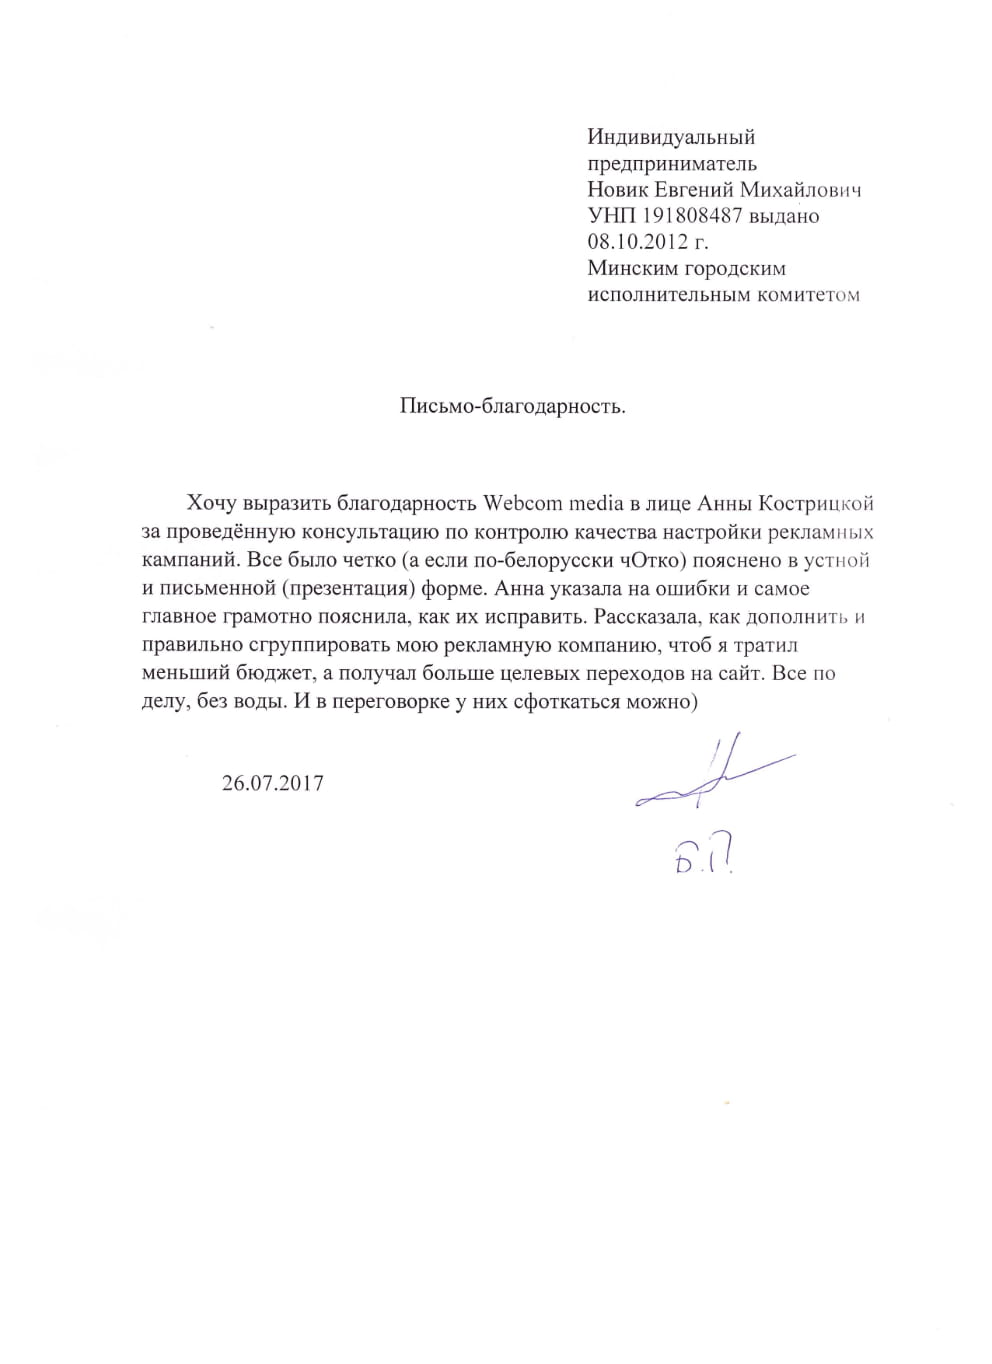 Индивидуальный
предприниматель
Новик Евгений Михайлович
УНП 191808487 выдано
08.10.2012 г.
Минским городским
исполнительным комитетом
Письмо-благодарность.
Хочу выразить благодарность Webcom media в лице Анны Кострицкой
за проведённую консультацию по контролю качества настройки рекламных
кампаний. Все было четко (а если по-белорусски чОтко) пояснено в устной
и письменной (презентация) форме. Анна указала на ошибки и самое
главное грамотно пояснила, как их исправить. Рассказала, как дополнить и
правильно сгруппировать мою рекламную компанию, чтоб я тратил
меньший бюджет, а получал больше целевых переходов на сайт. Все по
делу, без воды. И в переговорке у них сфоткаться можно)
26.07.2017
Б.П.